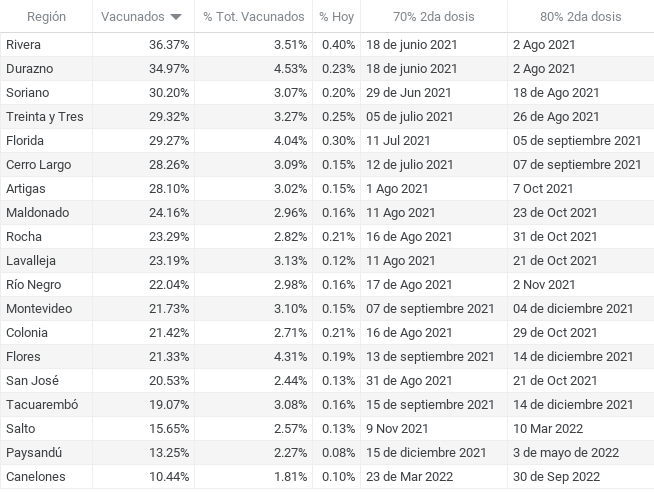 Región Vacunados % Tot. Vacunados % Hoy 70% 2da dosis 80% 2da dosis
Rivera 36.37% 3.51% 0.40% 18 de junio 2021 2 Ago 2021
Durazno 34.97% 4.53% 0.23% 18 de junio 2021 2 Ago 2021
Soriano 30.20% 3.07% 0.20% 29 de Jun 2021 18 de Ago 2021
Treinta y Tres 29.32% 3.27% 0.25% 05 de julio 2021 26 de Ago 2021
Florida 29.27% 4.04% 0.30% 11 Jul 2021 05 de septiembre 2021
Cerro Largo 28.26% 3.09% 0.15% 12 de julio 2021 07 de septiembre 2021
Artigas 28.10% 3.02% 0.15% 1 Ago 2021 7 Oct 2021
Maldonado 24.16% 2.96% 0.16% 11 Ago 2021 23 de Oct 2021
Rocha 23.29% 2.82% 0.21% 16 de Ago 2021 31 de Oct 2021
Lavalleja 23.19% 3.13% 0.12% 11 Ago 2021 21 de Oct 2021
Río Negro 22.04% 2.98% 0.16% 17 de Ago 2021 2 Nov 2021
Montevideo 21.73% 3.10% 0.15% 07 de septiembre 2021 04 de diciembre 2021
Colonia 21.42% 2.71% 0.21% 16 de Ago 2021 29 de Oct 2021
Flores 21.33% 4.31% 0.19% 13 de septiembre 2021 14 de diciembre 2021
San José 20.53% 2.44% 0.13% 31 de Ago 2021 21 de Oct 2021
Tacuarembó 19.07% 3.08% 0.16% 15 de septiembre 2021 14 de diciembre 2021
Salto 15.65% 2.57% 0.13% 9 Nov 2021 10 Mar 2022
Paysandú 13.25% 2.27% 0.08% 15 de diciembre 2021 3 de mayo de 2022
Canelones 10.44% 1.81% 0.10% 23 de Mar 2022 30 de Sep 2022